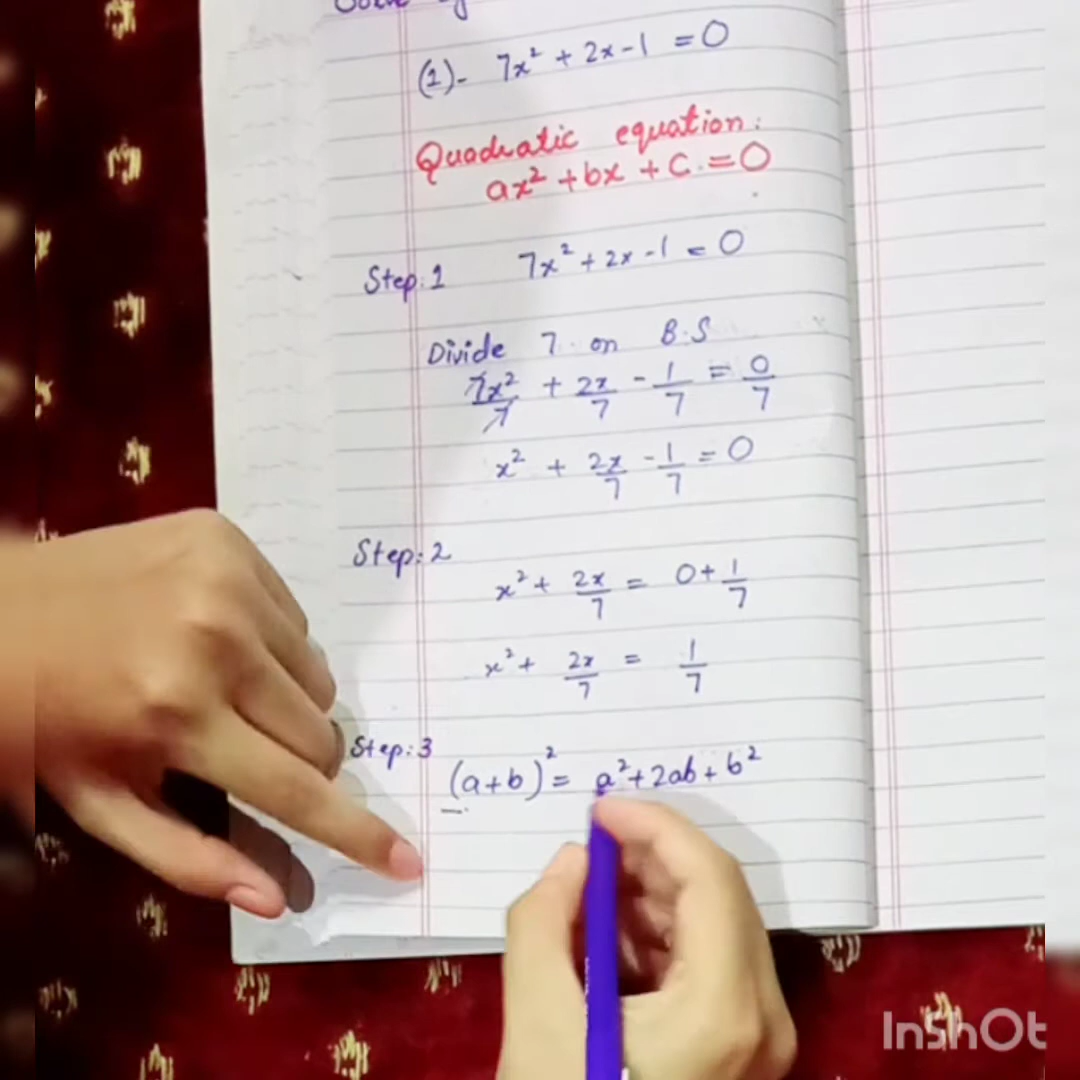 (1)- 7x² + 2x - 1 = 0
Quadratic equation:
ax² + bx + c = 0
Step:1 7x² + 2x - 1 = 0
Divide 7 on B.S
7x²/7 + 2x/7 - 1/7 = 0/7
x² + 2x/7 - 1/7 = 0
Step:2
x² + 2x/7 = 0 + 1/7
x² + 2x/7 = 1/7
Step:3
(a+b)² = a² + 2ab + b²
InShOt